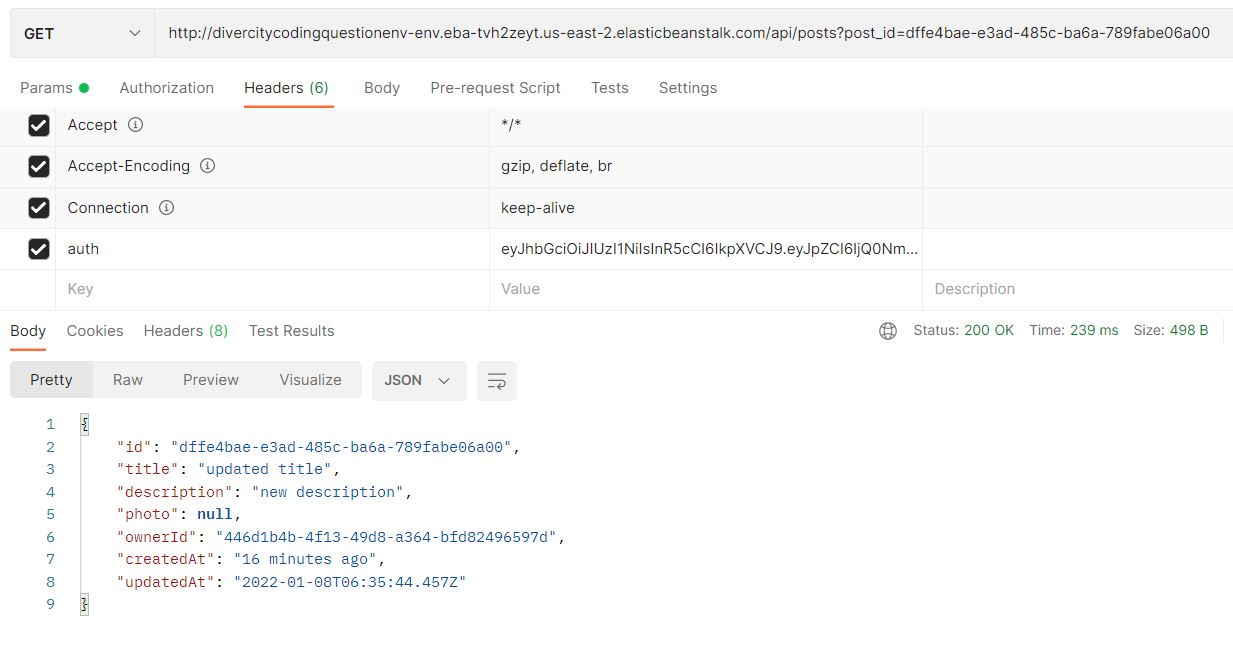 GET http://divercitycodingquestionenv-env.eba-tvh2zeyt.us-east-2.elasticbeanstalk.com/api/posts?post_id=dffe4bae-e3ad-485c-ba6a-789fabe06a00
Params Authorization Headers (6) Body Pre-request Script Tests Settings
Accept */*
Accept-Encoding gzip, deflate, br
Connection keep-alive
auth eyJhbGciOiJIUzI1NiIsInR5cCI6IkpXVCJ9.eyJpZCI6IjQ0Nm...
Key Value Description
Body Cookies Headers (8) Test Results Status: 200 OK Time: 239 ms Size: 498 B
Pretty Raw Preview Visualize JSON
1 {
2 "id": "dffe4bae-e3ad-485c-ba6a-789fabe06a00",
3 "title": "updated title",
4 "description": "new description",
5 "photo": null,
6 "ownerId": "446d1b4b-4f13-49d8-a364-bfd82496597d",
7 "createdAt": "16 minutes ago",
8 "updatedAt": "2022-01-08T06:35:44.457Z"
9 }